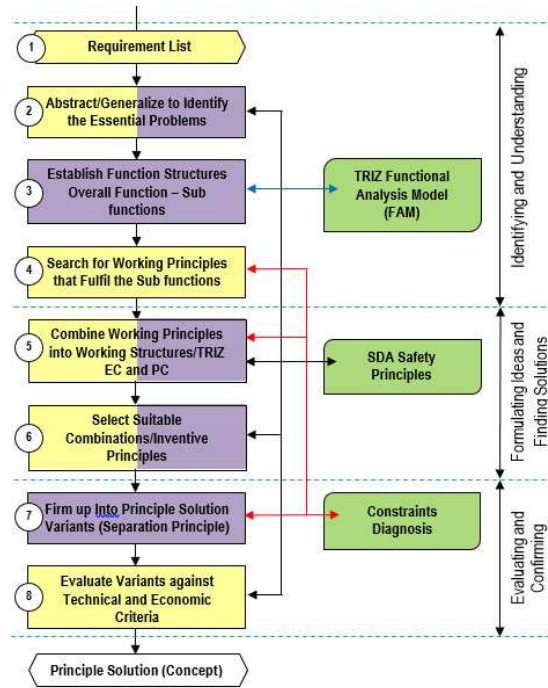 1
Requirement List
2
Abstract/Generalize to Identify
the Essential Problems
3
Establish Function Structures
Overall Function – Sub
functions
TRIZ Functional
Analysis Model
(FAM)
4
Search for Working Principles
that Fulfil the Sub functions
Identifying and Understanding
5
Combine Working Principles
into Working Structures/TRIZ
EC and PC
SDA Safety
Principles
6
Select Suitable
Combinations/Inventive
Principles
Formulating Ideas and
Finding Solutions
7
Firm up Into Principle Solution
Variants (Separation Principle)
Constraints
Diagnosis
8
Evaluate Variants against
Technical and Economic
Criteria
Evaluating and
Confirming
Principle Solution (Concept)